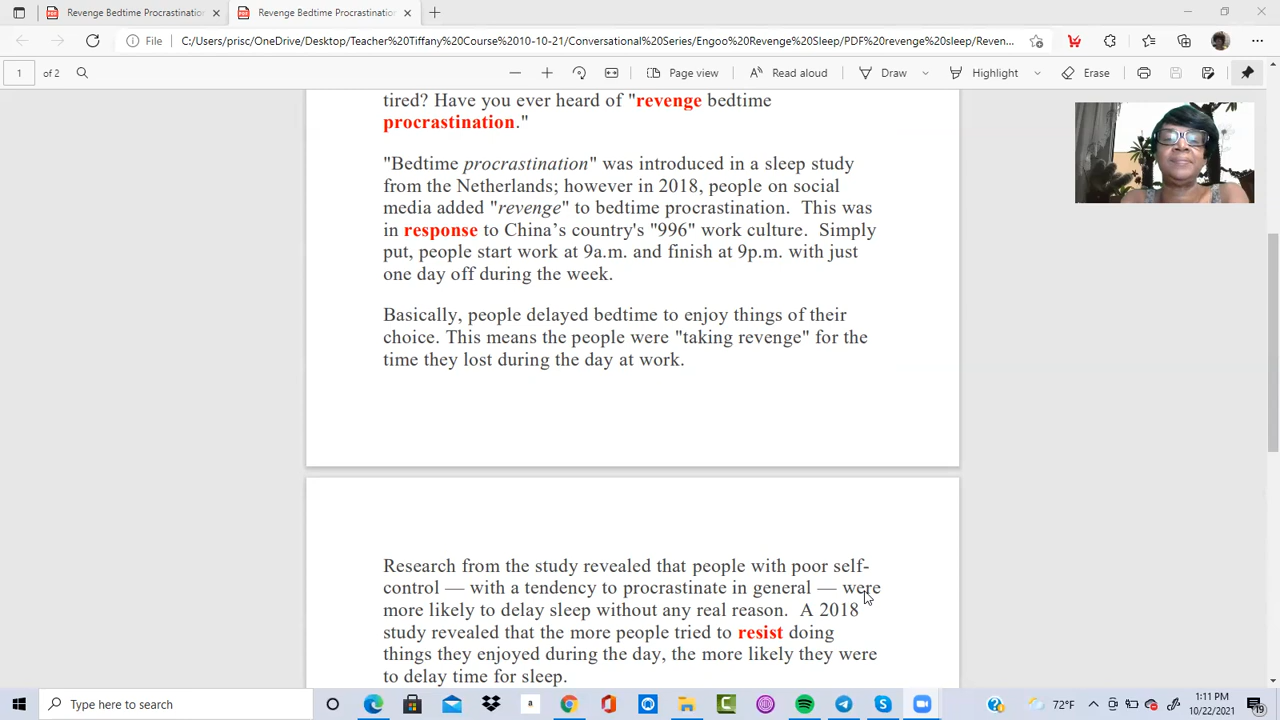 Revenge Bedtime Procrastination
Revenge Bedtime Procrastination
File
C:/Users/prisc/OneDrive/Desktop/Teacher%20Tiffany%20Course%2010-10-21/Conversational%20Series/Engoo%20Revenge%20Sleep/PDF%20revenge%20sleep/Reven...
1 of 2
Page view
Read aloud
Draw
Highlight
Erase
tired? Have you ever heard of "revenge bedtime
procrastination."
"Bedtime procrastination" was introduced in a sleep study
from the Netherlands; however in 2018, people on social
media added "revenge" to bedtime procrastination. This was
in response to China's country's "996" work culture. Simply
put, people start work at 9a.m. and finish at 9p.m. with just
one day off during the week.
Basically, people delayed bedtime to enjoy things of their
choice. This means the people were "taking revenge" for the
time they lost during the day at work.
Research from the study revealed that people with poor self-
control — with a tendency to procrastinate in general — were
more likely to delay sleep without any real reason. A 2018
study revealed that the more people tried to resist doing
things they enjoyed during the day, the more likely they were
to delay time for sleep.
Type here to search
72°F
1:11 PM
10/22/2021
19